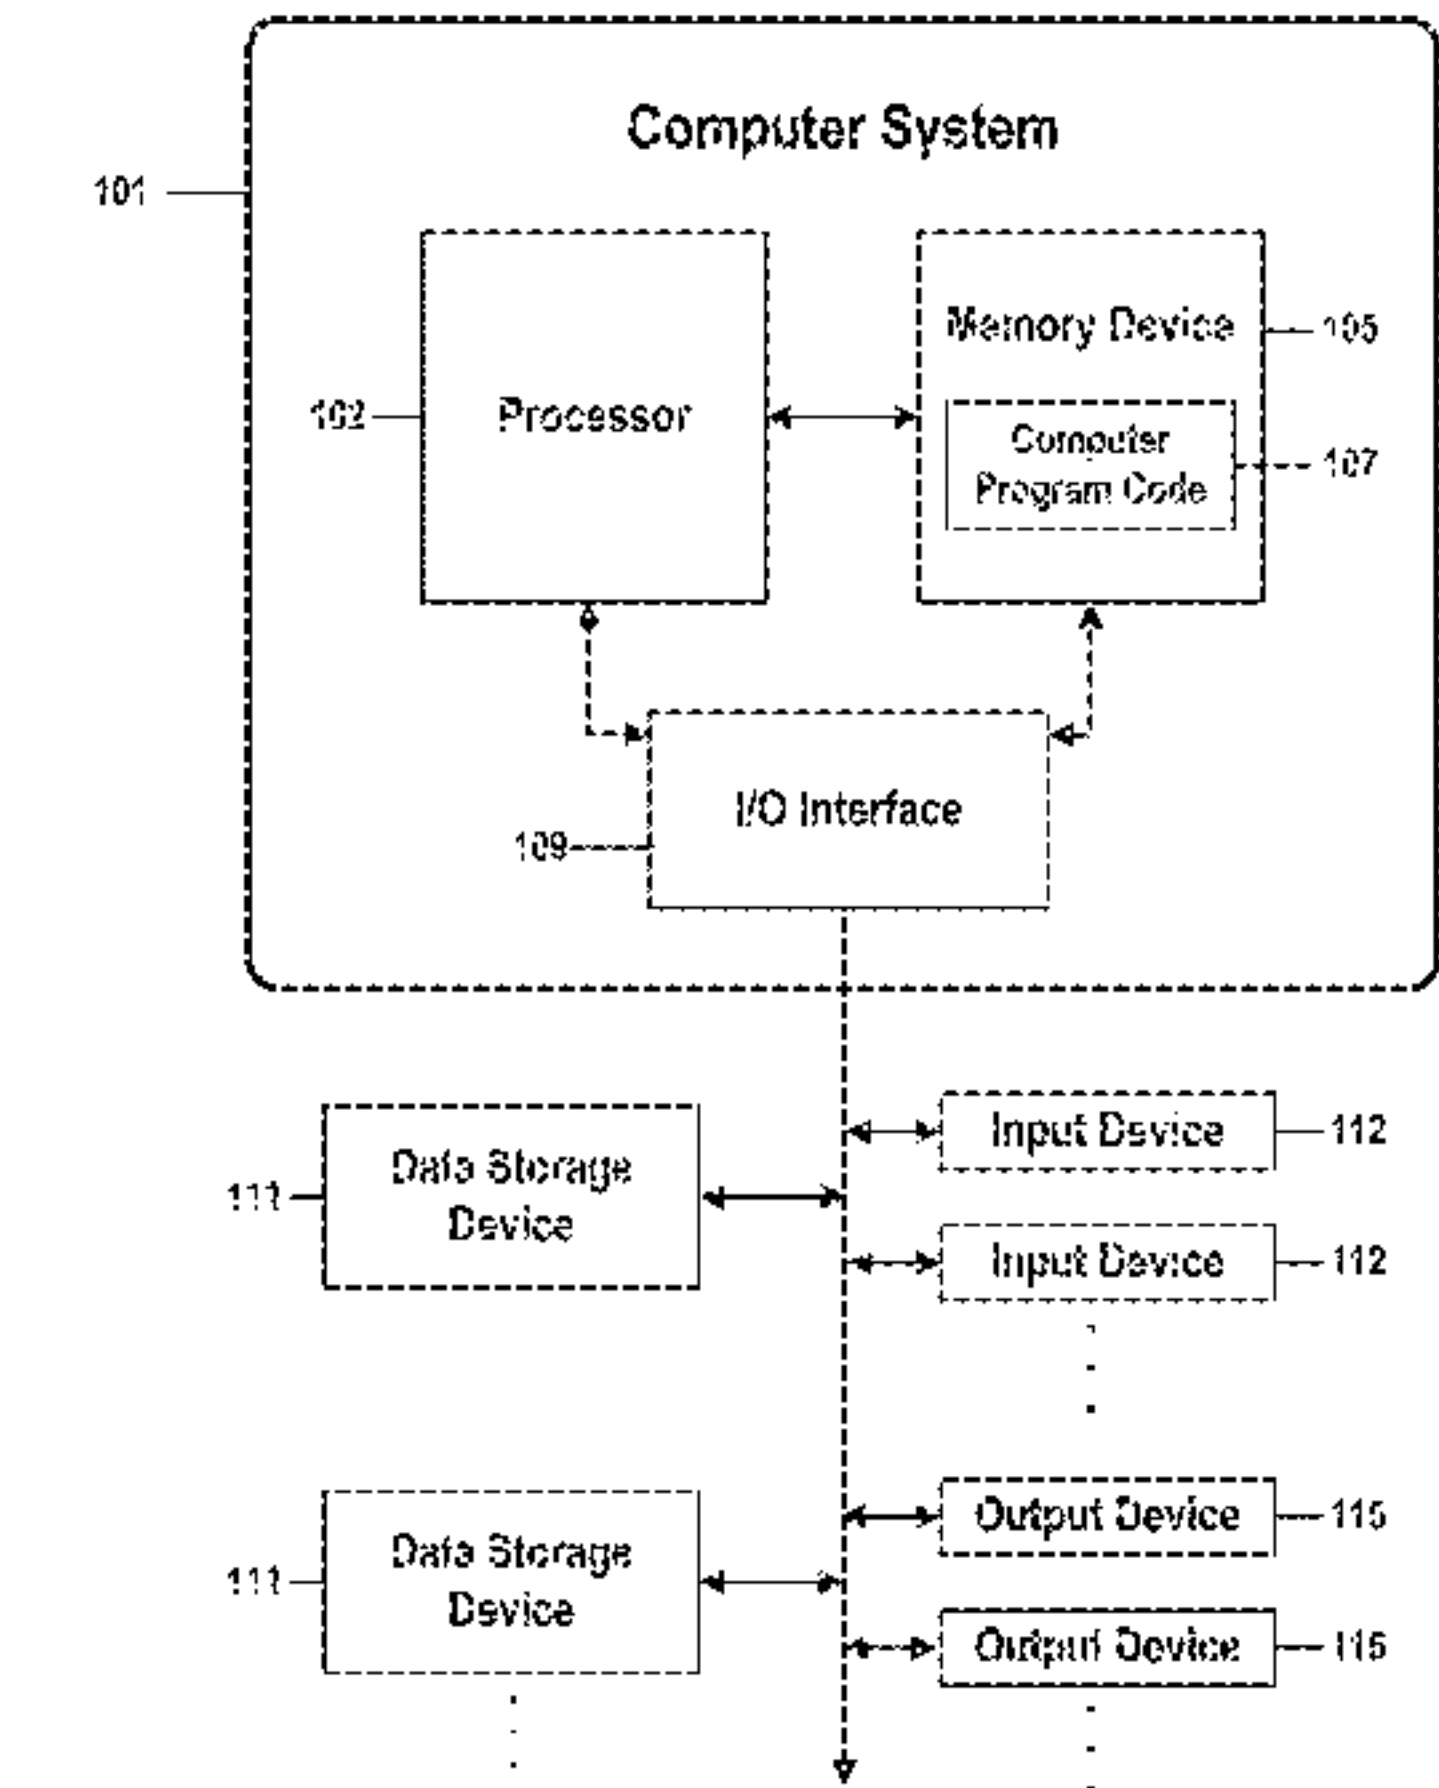 Computer System
101
Memory Device
105
102
Processor
Computer
Program Code
107
I/O Interface
109
Input Device
112
Data Storage
Device
111
Input Device
112
Output Device
115
Data Storage
Device
111
Output Device
115